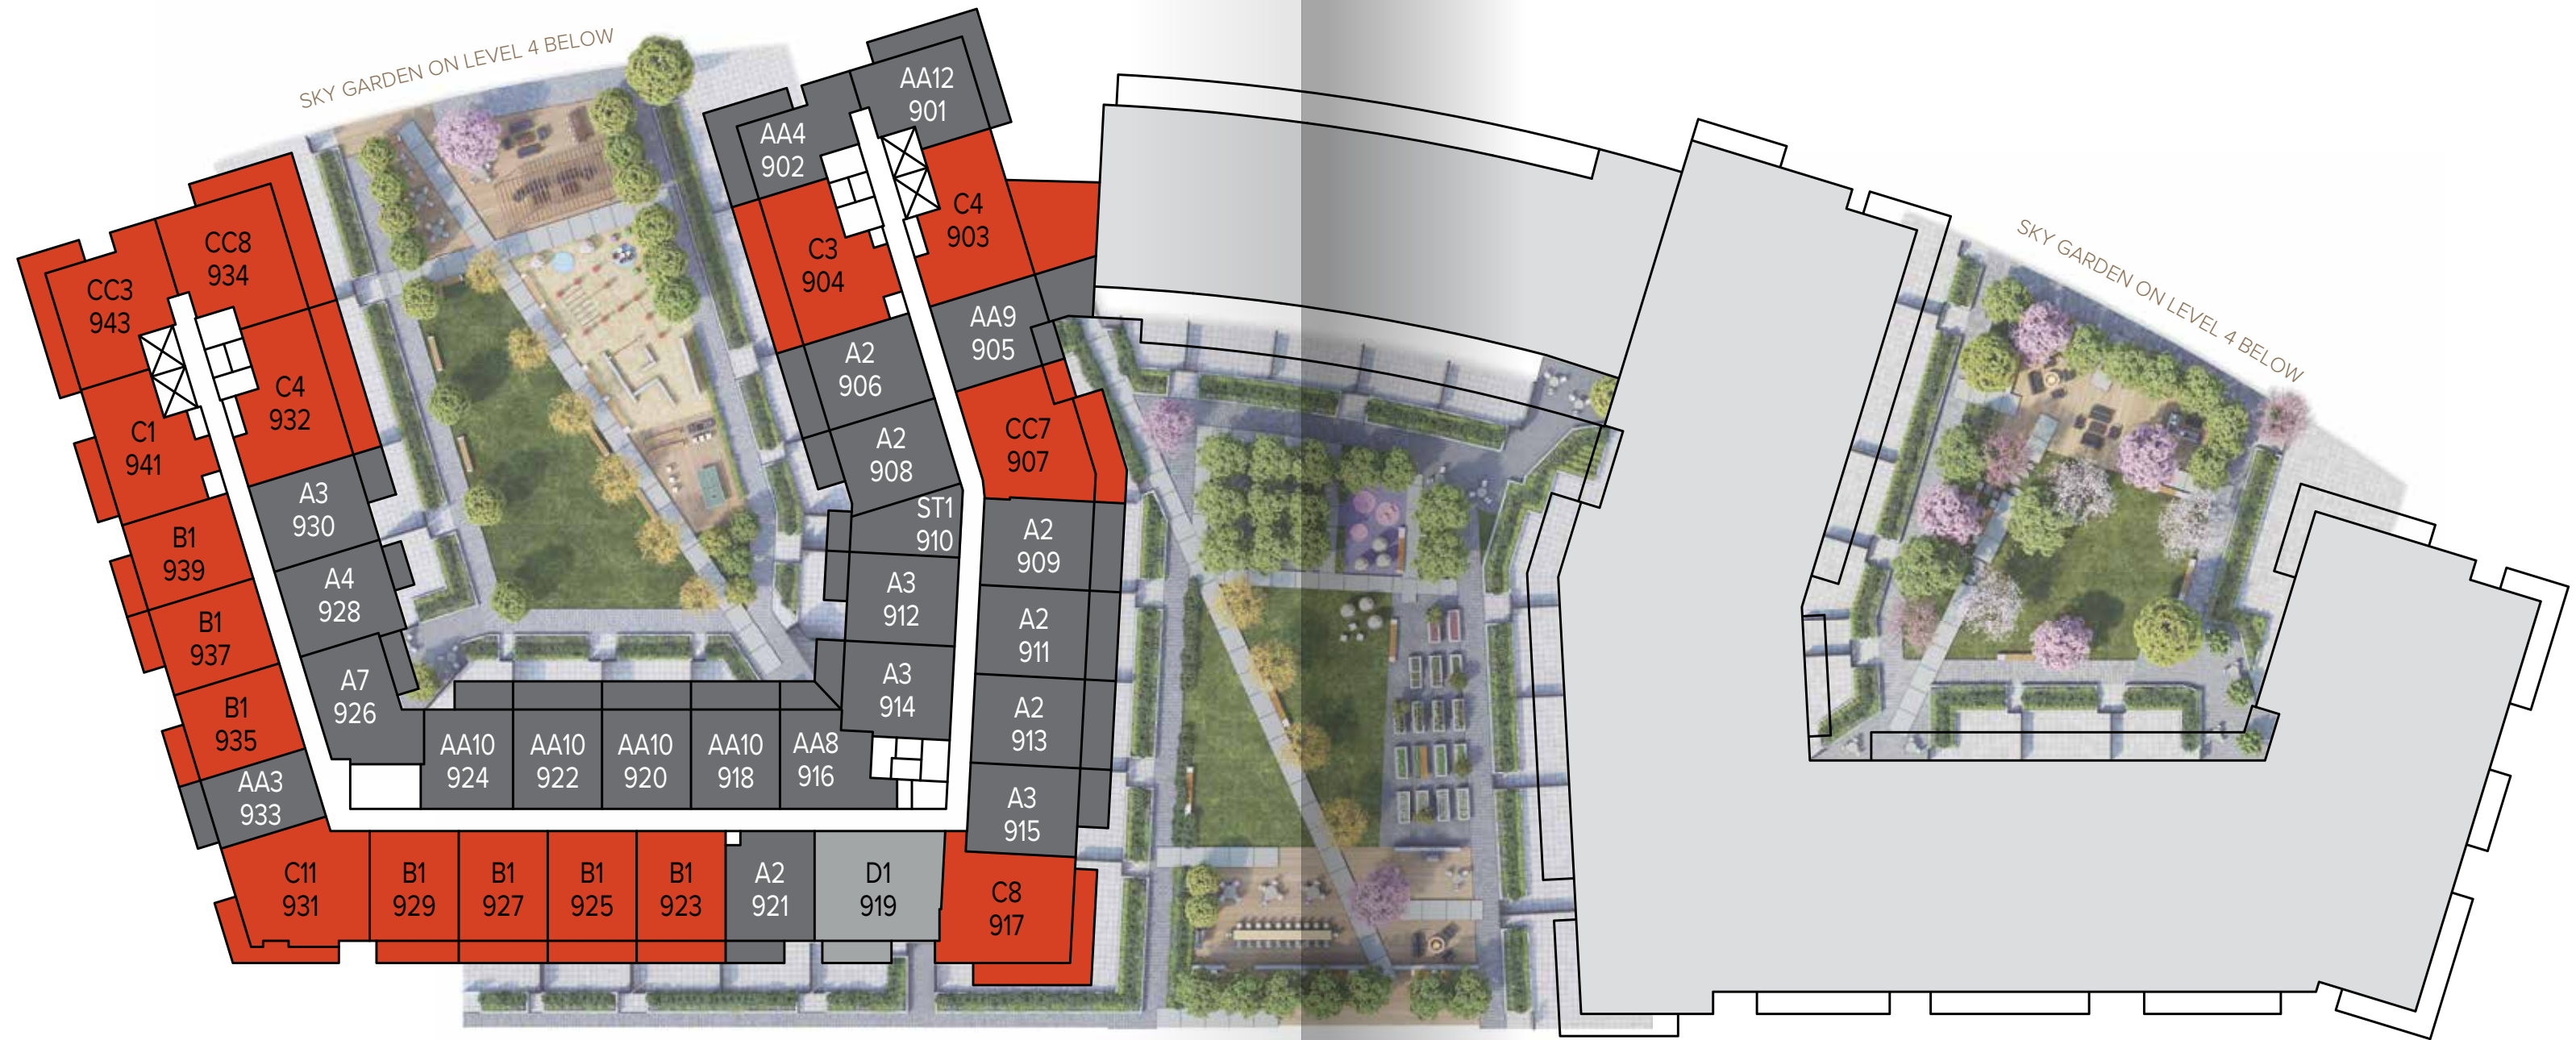 SKY GARDEN ON LEVEL 4 BELOW
AA12
901
AA4
902
C4
903
C3
904
AA9
905
A2
906
CC7
907
A2
908
ST1
910
A2
909
A3
912
A2
911
A3
914
A2
913
AA8
916
A3
915
C8
917
CC8
934
CC3
943
C4
932
C1
941
A3
930
B1
939
A4
928
B1
937
A7
926
B1
935
AA3
933
AA10
924
AA10
922
AA10
920
AA10
918
C11
931
B1
929
B1
927
B1
925
B1
923
A2
921
D1
919
SKY GARDEN ON LEVEL 4 BELOW